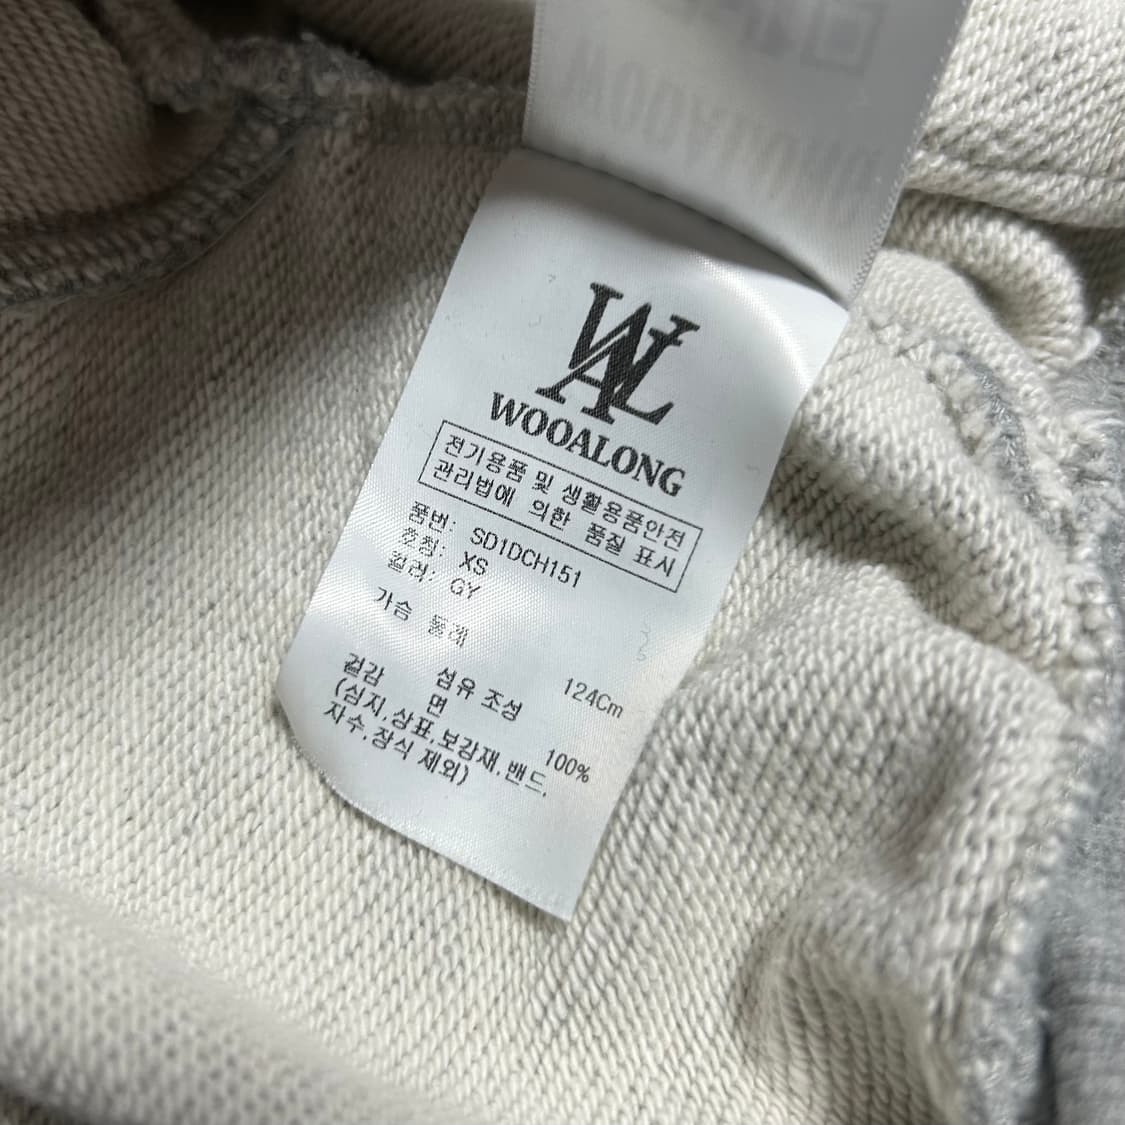 WAL
WOOALONG
전기용품 및 생활용품안전
관리법에 의한 품질 표시
품번: SD1DCH151
호칭: XS
컬러: GY
가슴 둘레 124Cm
섬유 조성
겉감 면 100%
(심지,상표,보강재,밴드,
자수,장식 제외)